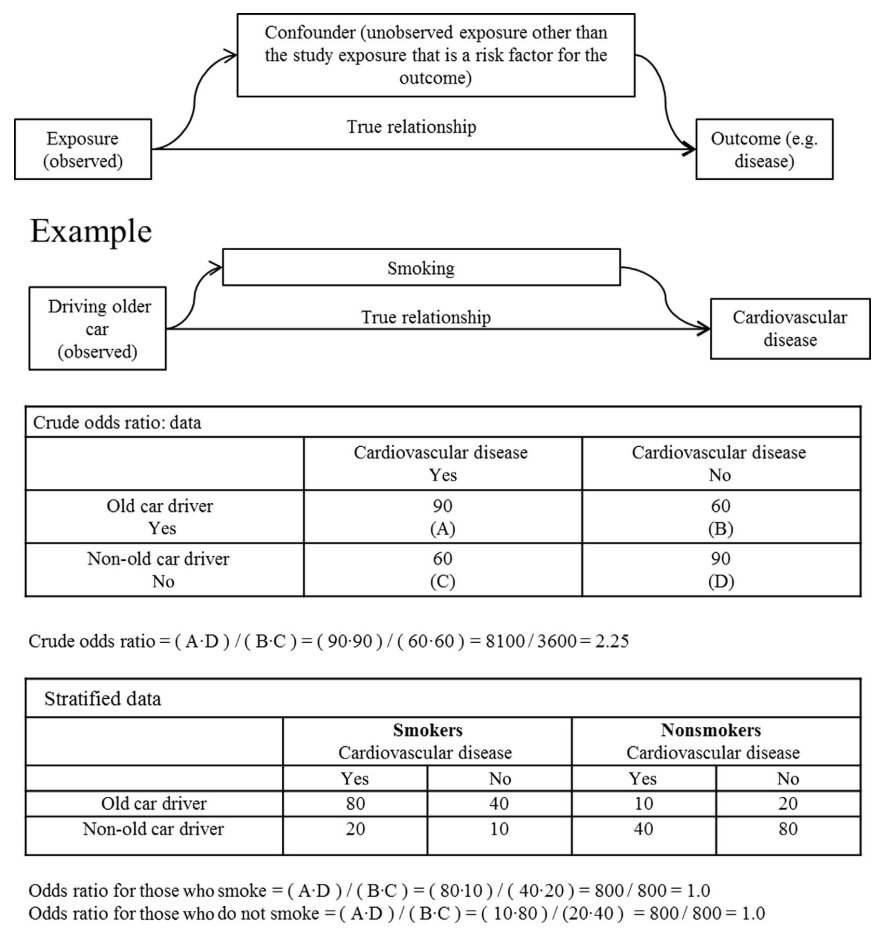 Confounder (unobserved exposure other than
the study exposure that is a risk factor for the
outcome)
True relationship
Exposure
(observed)
Outcome (e.g.
disease)
Example
Smoking
Driving older
car
(observed)
True relationship
Cardiovascular
disease
Crude odds ratio: data
Cardiovascular disease
Yes
Cardiovascular disease
No
Old car driver
Yes
90
(A)
60
(B)
Non-old car driver
No
60
(C)
90
(D)
Crude odds ratio = ( A·D ) / ( B·C ) = ( 90·90 ) / ( 60·60 ) = 8100 / 3600 = 2.25
Stratified data
Smokers
Cardiovascular disease
Nonsmokers
Cardiovascular disease
Yes No Yes No
Old car driver 80 40 10 20
Non-old car driver 20 10 40 80
Odds ratio for those who smoke = ( A·D ) / ( B·C ) = ( 80·10 ) / ( 40·20 ) = 800 / 800 = 1.0
Odds ratio for those who do not smoke = ( A·D ) / ( B·C ) = ( 10·80 ) / (20·40 ) = 800 / 800 = 1.0